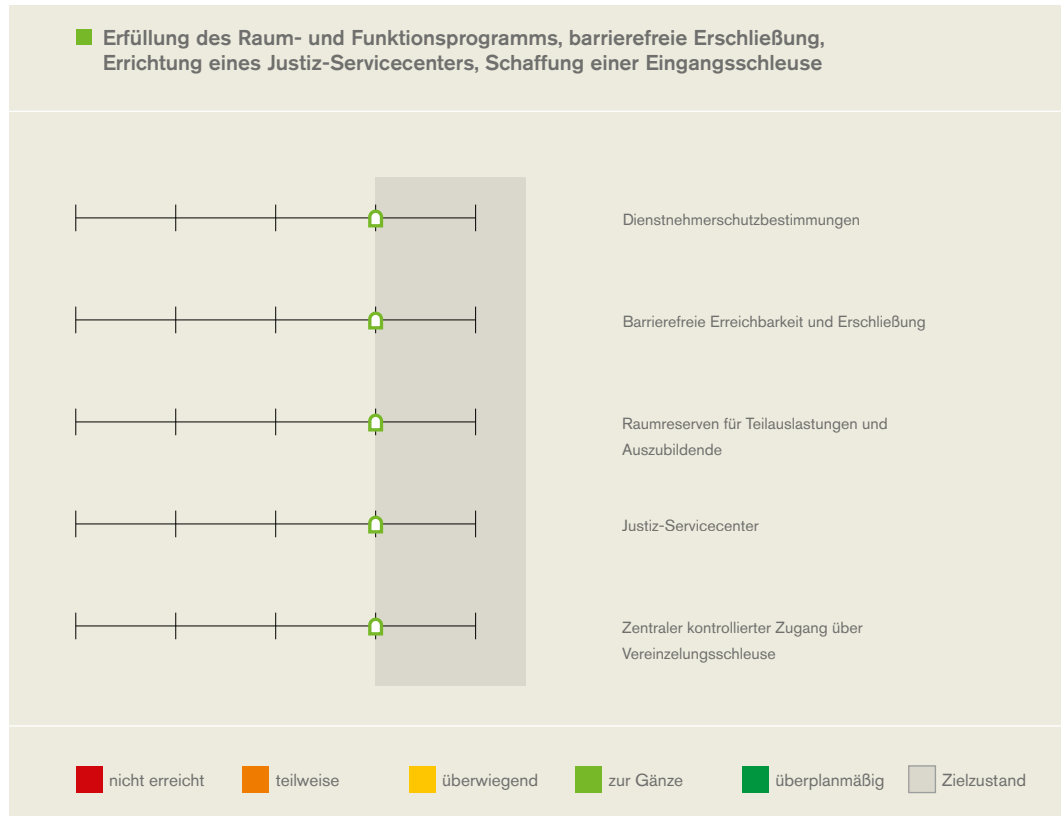 Erfüllung des Raum- und Funktionsprogramms, barrierefreie Erschließung,
Errichtung eines Justiz-Servicecenters, Schaffung einer Eingangsschleuse
Dienstnehmerschutzbestimmungen
Barrierefreie Erreichbarkeit und Erschließung
Raumreserven für Teilauslastungen und
Auszubildende
Justiz-Servicecenter
Zentraler kontrollierter Zugang über
Vereinzelungsschleuse
nicht erreicht
teilweise
überwiegend
zur Gänze
überplanmäßig
Zielzustand